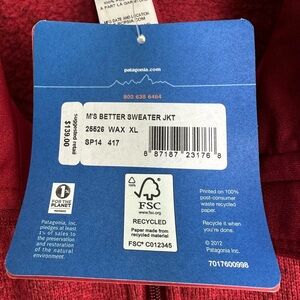 patagonia.com
800 638 6464
Suggested retail
$139.00
M'S BETTER SWEATER JKT
25526 WAX XL
SP14 417
8 87187 23176 8
1%
FOR THE
PLANET
Patagonia, Inc.
pledges at least
1% of sales to
the preservation
and restoration
of the natural
environment.
FSC
www.fsc.org
RECYCLED
Paper made from
recycled material
FSC® C012345
Printed on 100%
post-consumer
waste recycled
paper.
Recycle it when
you're done.
© 2012
Patagonia, Inc.
7017600998